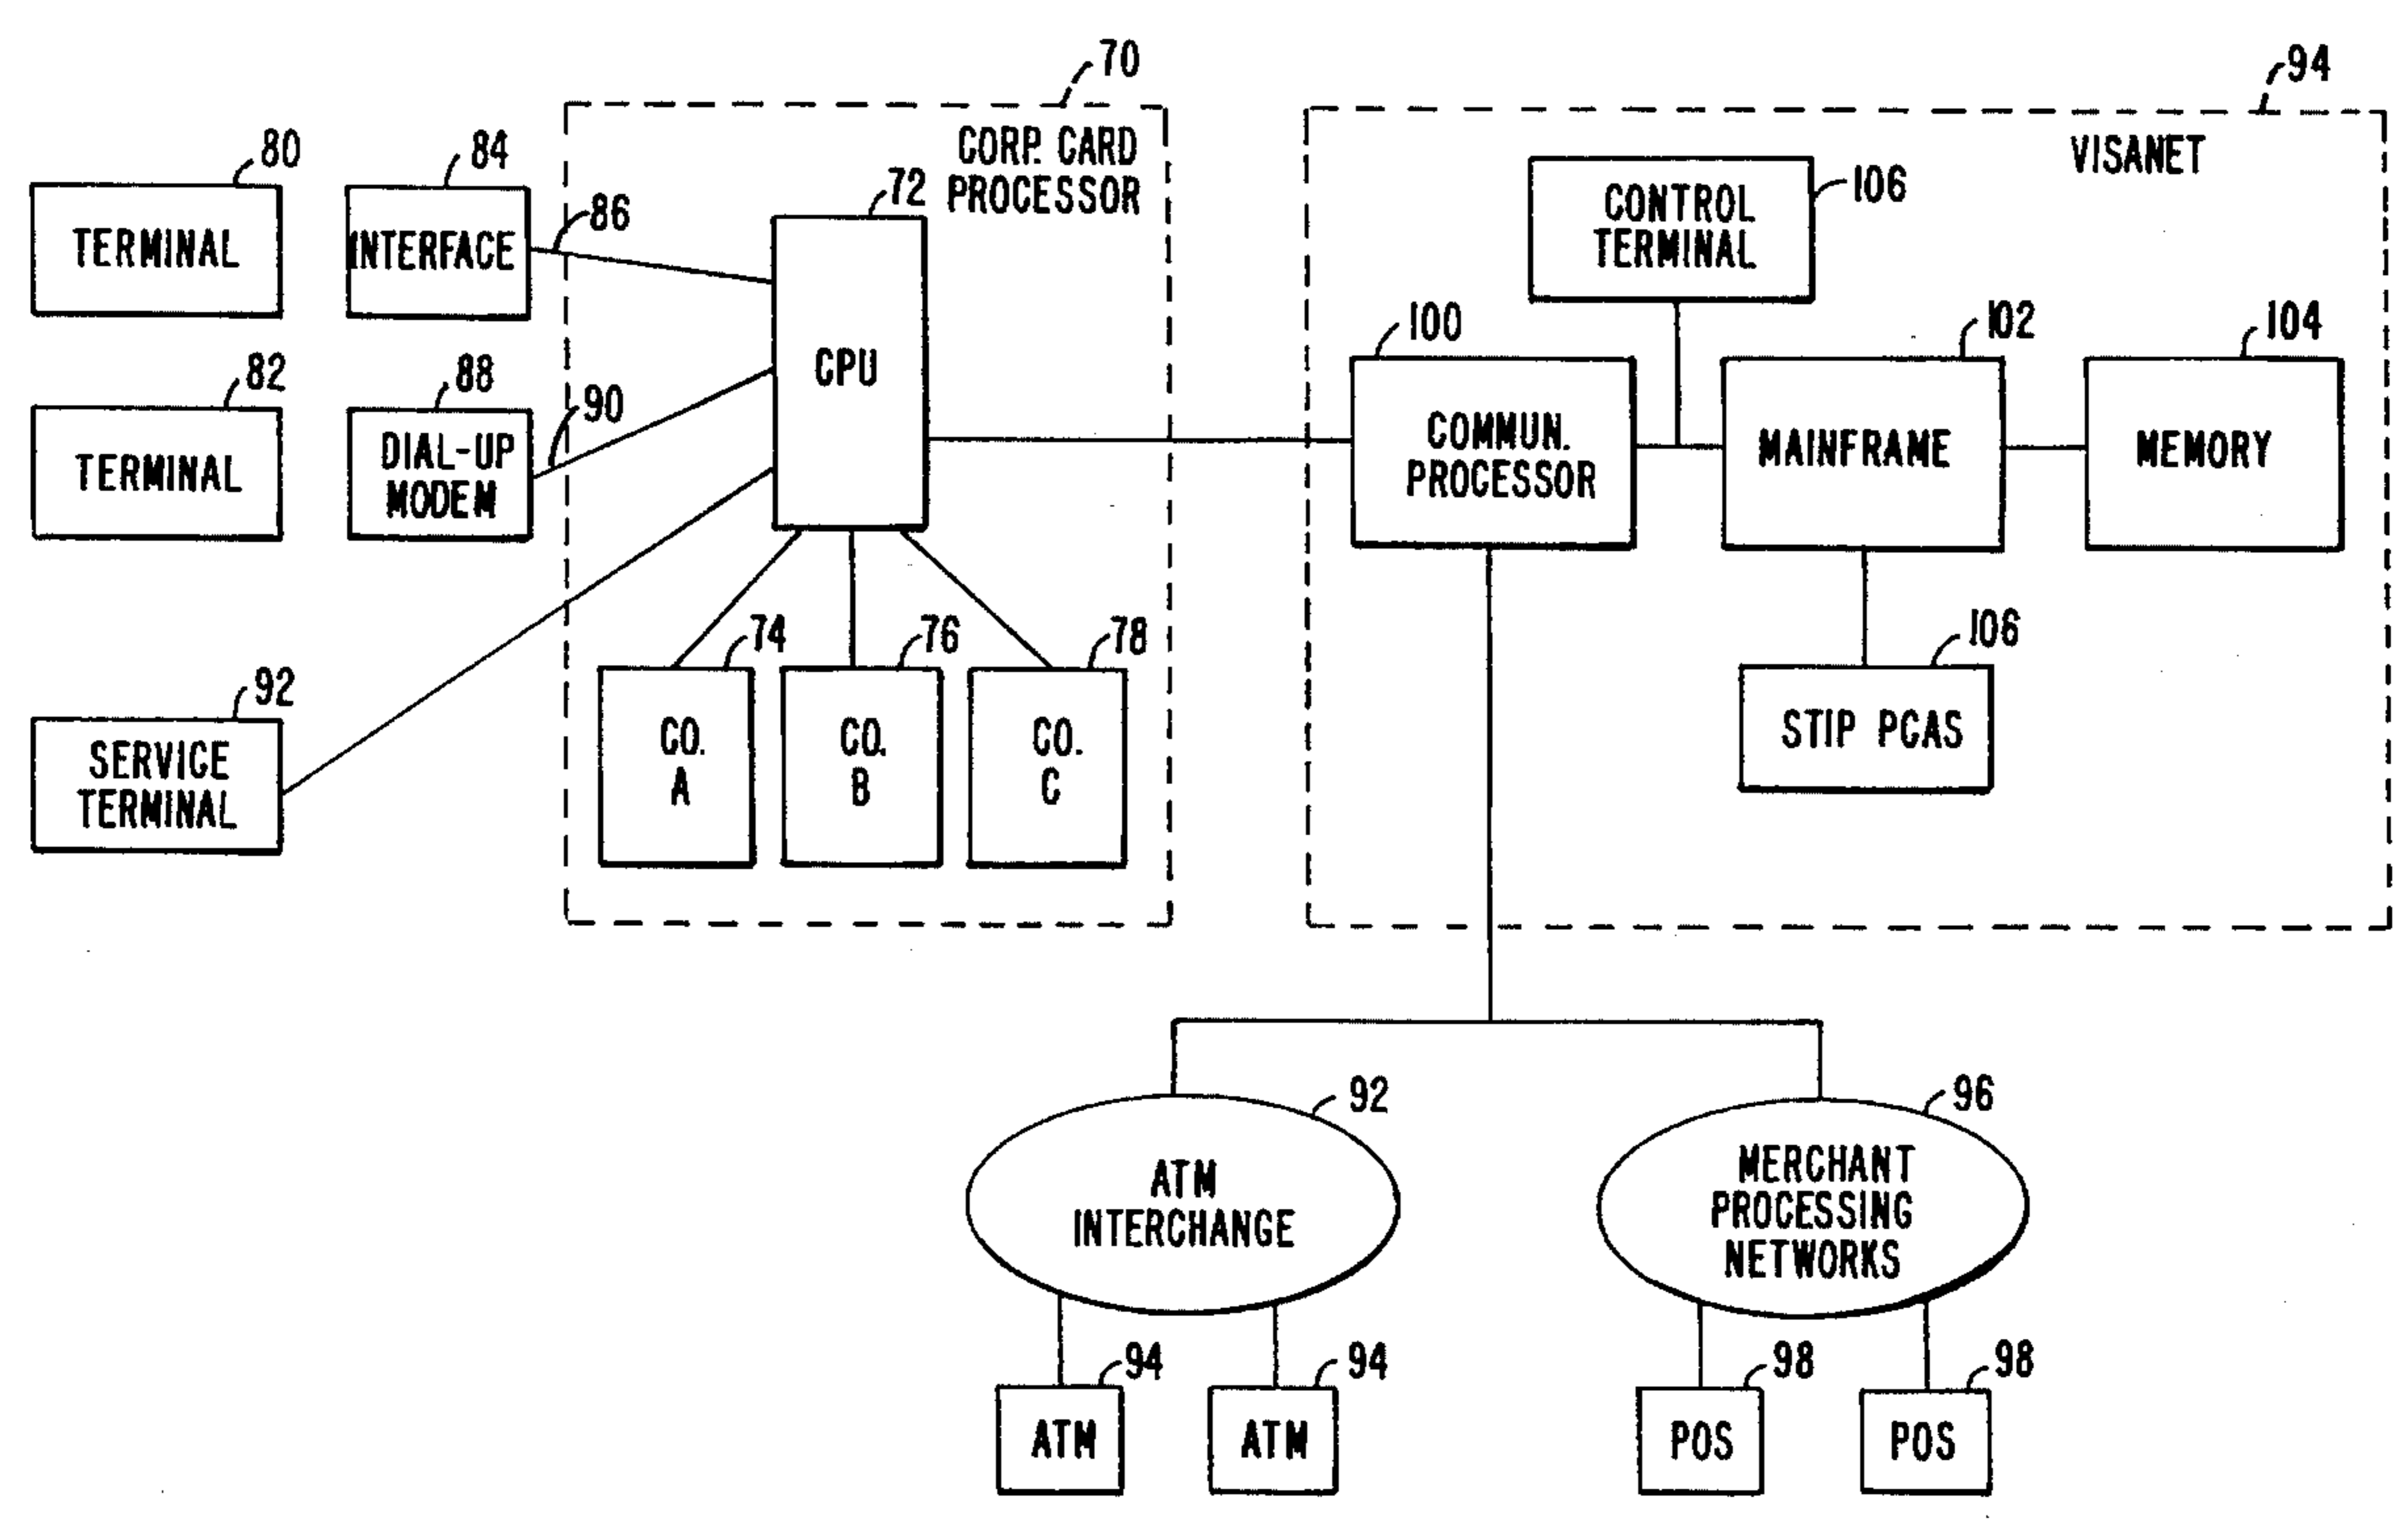 70
94
CORP. CARD
PROCESSOR
VISANET
80
84
72
106
TERMINAL
INTERFACE
86
CONTROL
TERMINAL
82
88
90
CPU
100
102
104
TERMINAL
DIAL-UP
MODEM
COMMUN.
PROCESSOR
MAINFRAME
MEMORY
92
74
76
78
106
SERVICE
TERMINAL
CO.
A
CO.
B
CO.
C
STIP PCAS
92
96
ATM
INTERCHANGE
MERCHANT
PROCESSING
NETWORKS
94
94
98
98
ATM
ATM
POS
POS